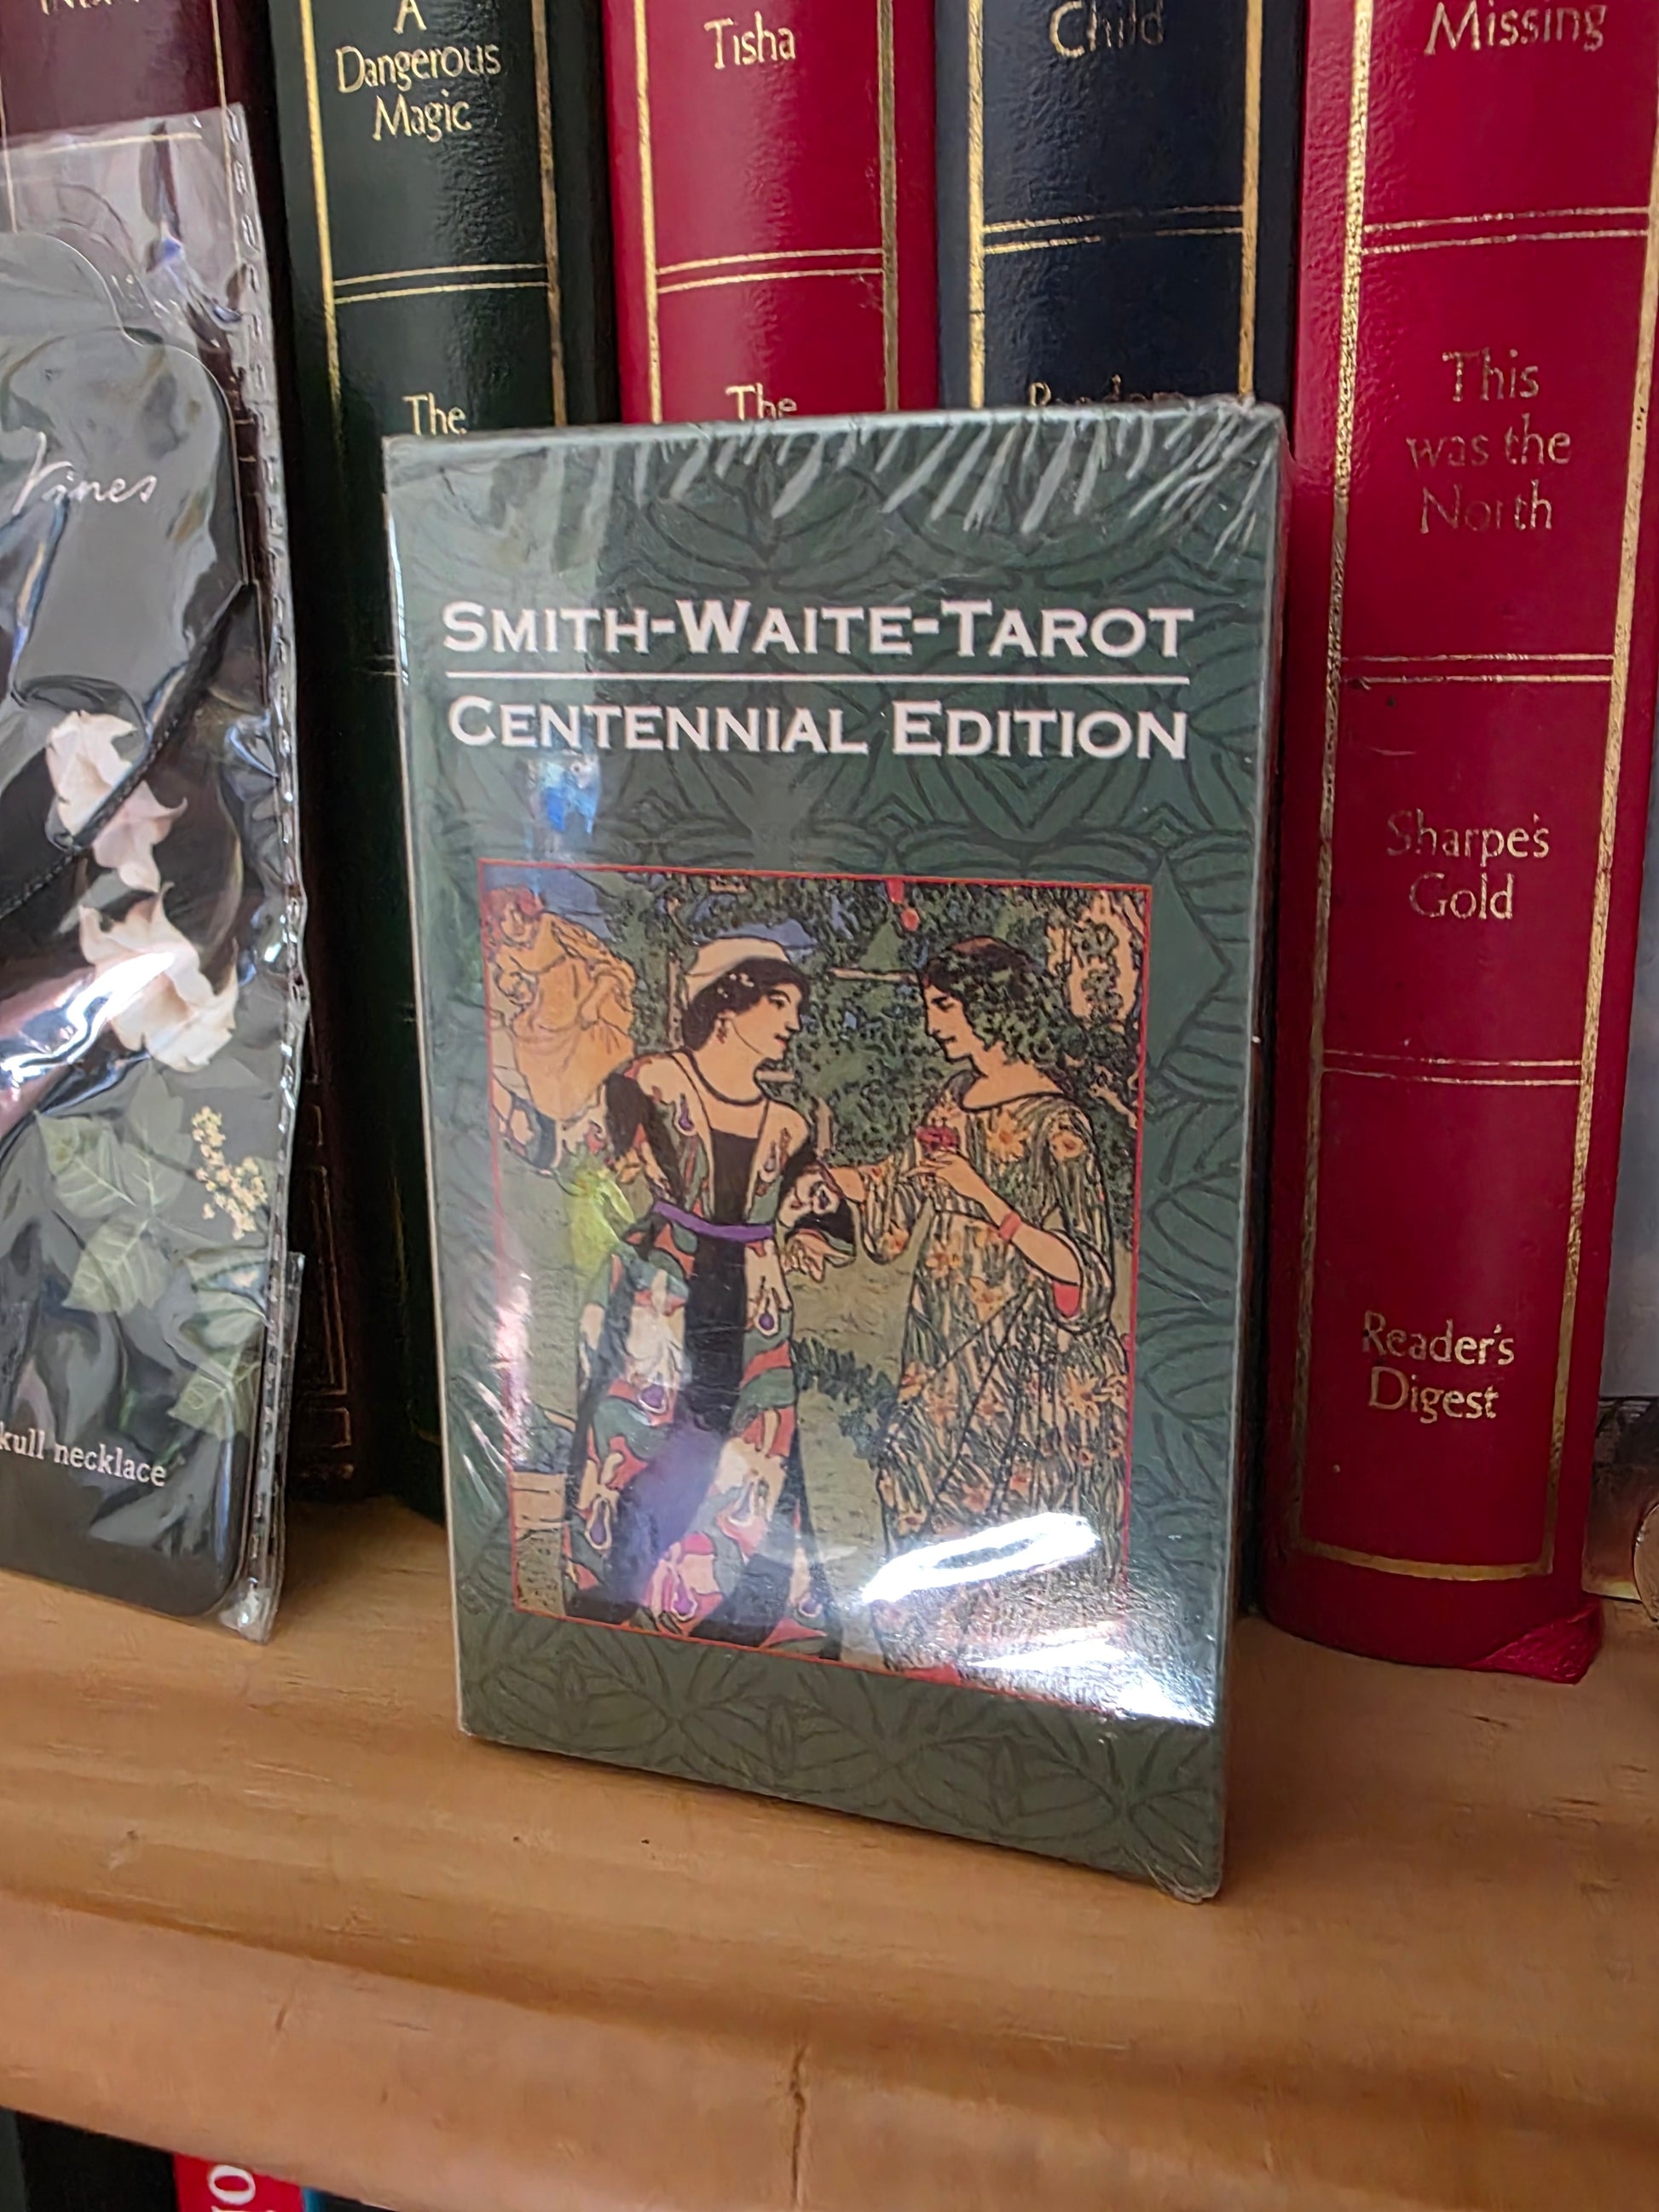 A
Dangerous
Magic
The
Tisha
The
Child
Missing
This
was the
North
Sharpe's
Gold
Reader's
Digest
Vines
skull necklace
SMITH-WAITE-TAROT
CENTENNIAL EDITION